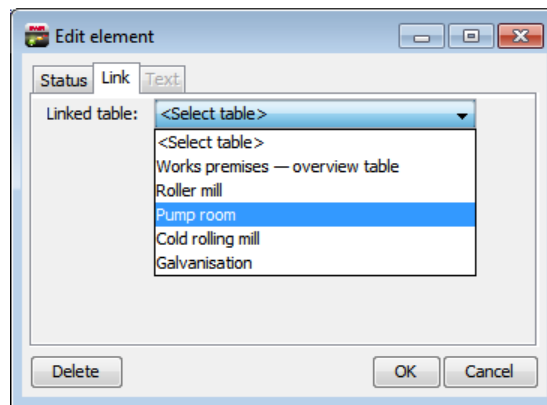 Edit element
Status Link Text
Linked table: <Select table>
<Select table>
Works premises — overview table
Roller mill
Pump room
Cold rolling mill
Galvanisation
Delete OK Cancel